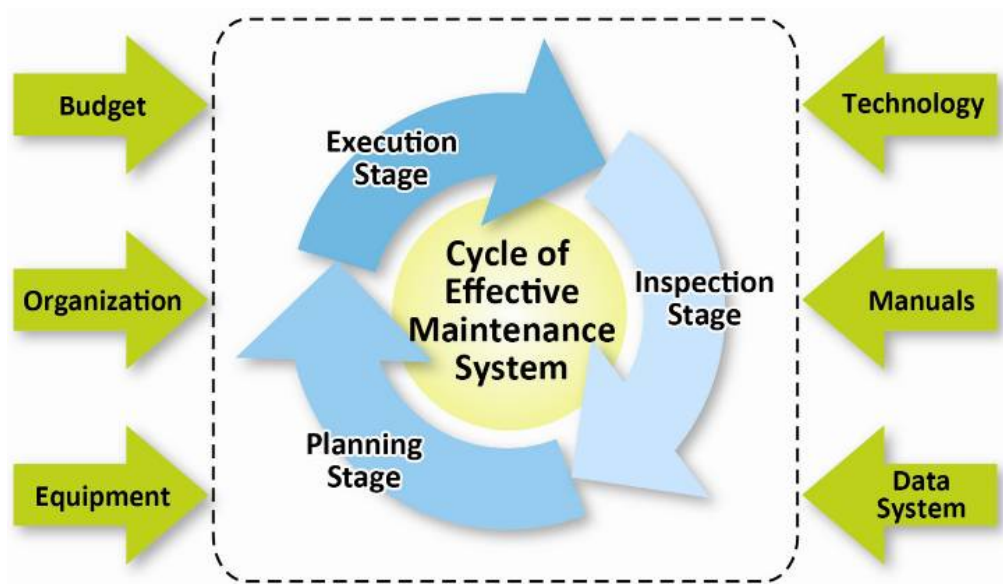 Budget
Organization
Equipment
Execution
Stage
Cycle of
Effective
Maintenance
System
Inspection
Stage
Planning
Stage
Technology
Manuals
Data
System